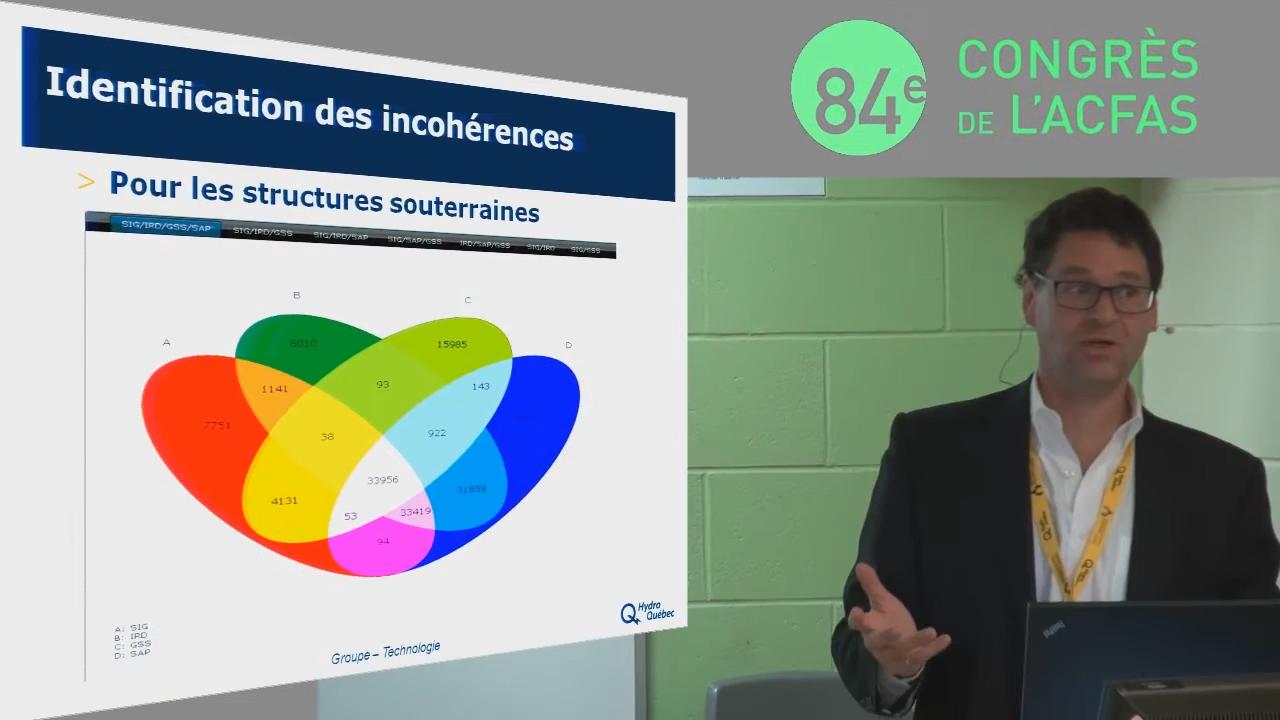 Identification des incohérences
> Pour les structures souterraines
SIG/IRD/GSS/SAP SIG/IRD/GSS SIG/IRD/SAP SIG/SAP/GSS IRD/SAP/GSS SIG/IRD SIG/GSS
A
B
C
D
7751
8010
15985
1141
93
143
38
922
4131
33956
31859
53
33419
94
A: SIG
B: IRD
C: GSS
D: SAP
Groupe – Technologie
Hydro
Québec
84e
CONGRÈS
DE L'ACFAS